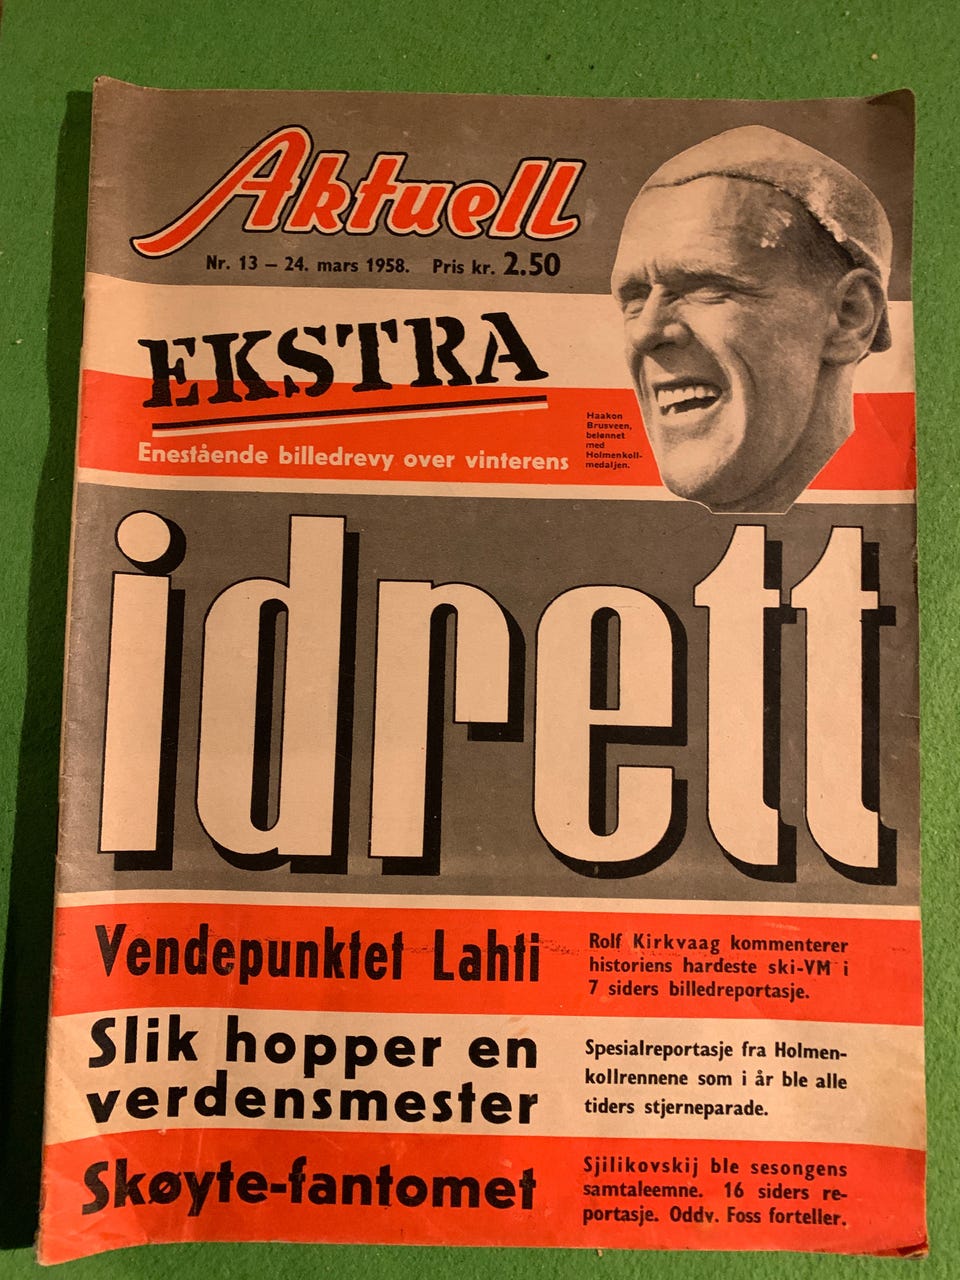 Aktuell
Nr. 13 – 24. mars 1958. Pris kr. 2.50
EKSTRA
Haakon
Brusveen,
belønnet
med
Holmenkoll-
medaljen.
Enestående billedrevy over vinterens
idrett
Vendepunktet Lahti
Rolf Kirkvaag kommenterer
historiens hardeste ski-VM i
7 siders billedreportasje.
Slik hopper en
verdensmester
Spesialreportasje fra Holmen-
kollrennene som i år ble alle
tiders stjerneparade.
Skøyte-fantomet
Sjilikovskij ble sesongens
samtaleemne. 16 siders re-
portasje. Oddv. Foss forteller.